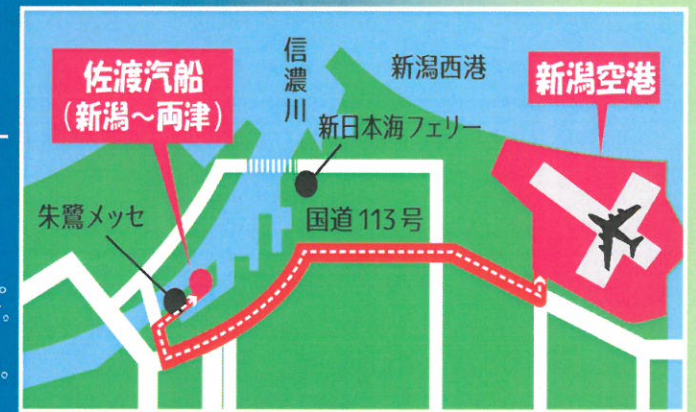 佐渡汽船
(新潟〜両津)
信濃川
新潟西港
新潟空港
新日本海フェリー
朱鷺メッセ
国道113号